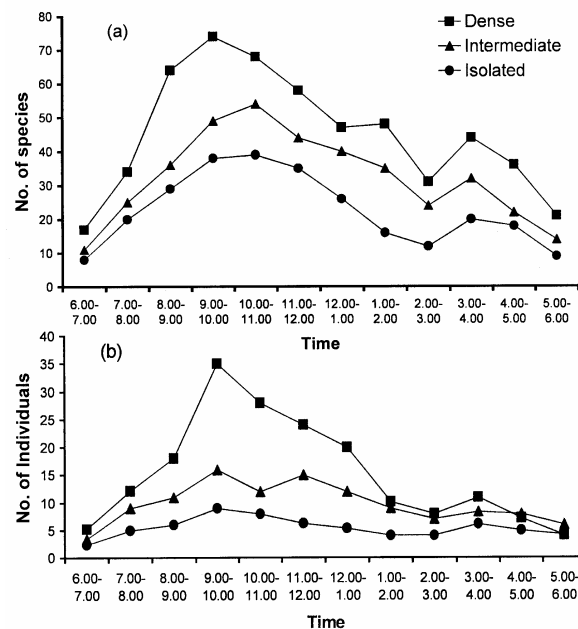 (a)
Dense
Intermediate
Isolated
No. of species
80
70
60
50
40
30
20
10
0
6.00- 7.00- 8.00- 9.00- 10.00- 11.00- 12.00- 1.00- 2.00- 3.00- 4.00- 5.00-
7.00 8.00 9.00 10.00 11.00 12.00 1.00 2.00 3.00 4.00 5.00 6.00
Time
(b)
No. of Individuals
40
35
30
25
20
15
10
5
0
6.00- 7.00- 8.00- 9.00- 10.00- 11.00- 12.00- 1.00- 2.00- 3.00- 4.00- 5.00-
7.00 8.00 9.00 10.00 11.00 12.00 1.00 2.00 3.00 4.00 5.00 6.00
Time